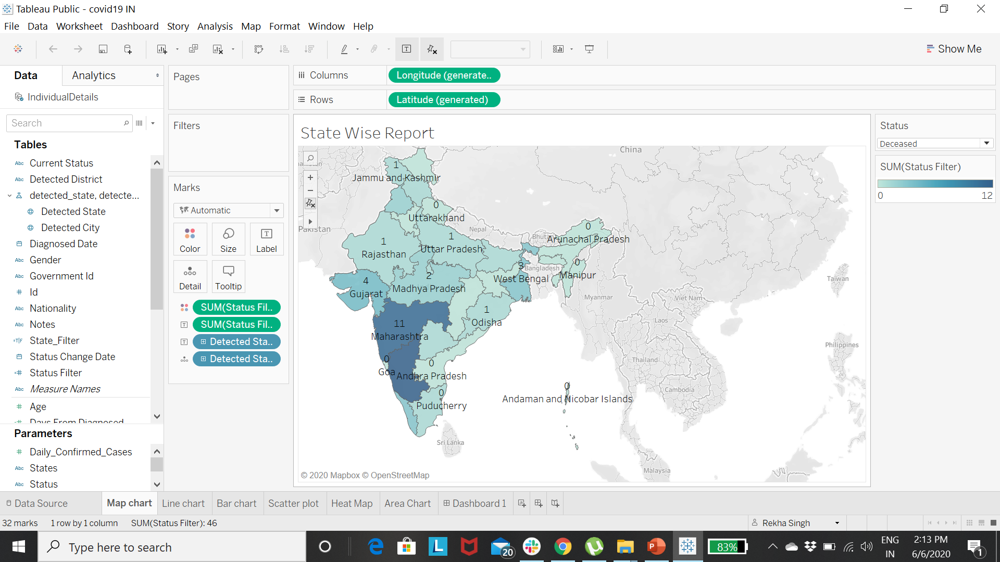 Tableau Public - covid19 IN
File Data Worksheet Dashboard Story Analysis Map Format Window Help
Show Me
Data
Analytics
IndividualDetails
Search
Tables
Abc Current Status
Abc Detected District
detected_state, detecte...
Detected State
Detected City
Diagnosed Date
Abc Gender
Abc Government Id
# Id
Abc Nationality
Abc Notes
=T|F State_Filter
Status Change Date
=# Status Filter
Abc Measure Names
# Age
Parameters
# Daily_Confirmed_Cases
Abc States
Abc Status
Pages
Filters
Marks
Automatic
Color
Size
Label
Detail
Tooltip
SUM(Status Fil..
SUM(Status Fil..
Detected Sta..
Detected Sta..
Columns
Longitude (generate..
Rows
Latitude (generated)
State Wise Report
China
1
Jammu and Kashmir
0
Uttarakhand
Pakistan
Nepal
0
Bhutan
Arunachal Pradesh
1
Rajasthan
1
Uttar Pradesh
3
Bangladesh
West Bengal
0
Manipur
4
Gujarat
2
Madhya Pradesh
Taiwan
Myanmar
Viet Nam
11
Maharashtra
1
Odisha
Laos
Philippines
0
Goa
0
Andhra Pradesh
Thailand
0
Puducherry
0
Andaman and Nicobar Islands
Cambodia
Sri Lanka
Malaysia
© 2020 Mapbox © OpenStreetMap
Status
Deceased
SUM(Status Filter)
0
12
Data Source
Map chart
Line chart
Bar chart
Scatter plot
Heat Map
Area Chart
Dashboard 1
32 marks
1 row by 1 column
SUM(Status Filter): 46
Rekha Singh
Type here to search
20
83%
ENG
IN
2:13 PM
6/6/2020
1